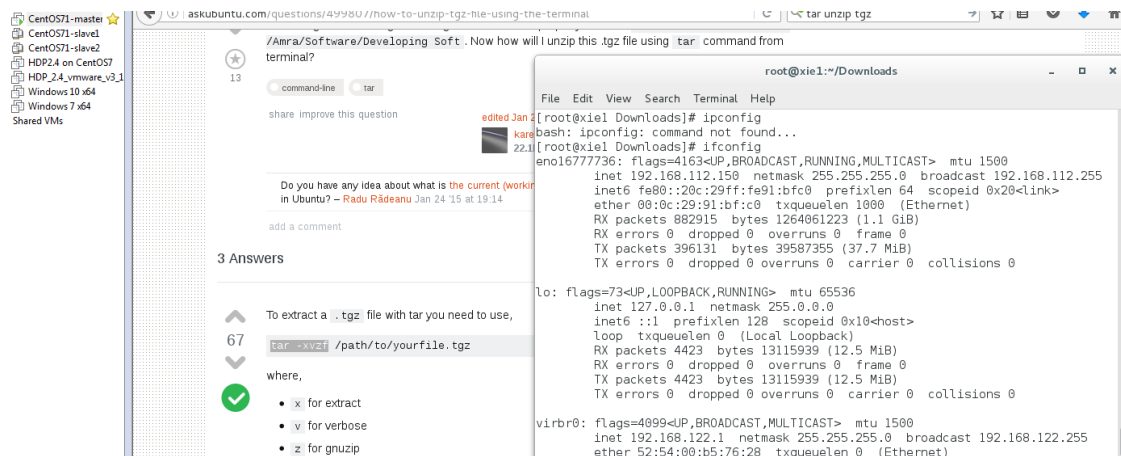 CentOS71-master
CentOS71-slave1
CentOS71-slave2
HDP2.4 on CentOS7
HDP_2.4_vmware_v3_1
Windows 10 x64
Windows 7 x64
Shared VMs
askubuntu.com/questions/499807/how-to-unzip-tgz-file-using-the-terminal
tar unzip tgz
/Amra/Software/Developing Soft . Now how will I unzip this .tgz file using tar command from
terminal?
13
command-line tar
share improve this question
edited Jan 2
kare
22.1
Do you have any idea about what is the current (workin
in Ubuntu? – Radu Rădeanu Jan 24 '15 at 19:14
add a comment
3 Answers
To extract a .tgz file with tar you need to use,
67
tar -xvzf /path/to/yourfile.tgz
where,
x for extract
v for verbose
z for gnuzip
root@xie1:~/Downloads
File Edit View Search Terminal Help
[root@xie1 Downloads]# ipconfig
bash: ipconfig: command not found...
[root@xie1 Downloads]# ifconfig
eno16777736: flags=4163<UP,BROADCAST,RUNNING,MULTICAST> mtu 1500
inet 192.168.112.150 netmask 255.255.255.0 broadcast 192.168.112.255
inet6 fe80::20c:29ff:fe91:bfc0 prefixlen 64 scopeid 0x20<link>
ether 00:0c:29:91:bf:c0 txqueuelen 1000 (Ethernet)
RX packets 882915 bytes 1264061223 (1.1 GiB)
RX errors 0 dropped 0 overruns 0 frame 0
TX packets 396131 bytes 39587355 (37.7 MiB)
TX errors 0 dropped 0 overruns 0 carrier 0 collisions 0
lo: flags=73<UP,LOOPBACK,RUNNING> mtu 65536
inet 127.0.0.1 netmask 255.0.0.0
inet6 ::1 prefixlen 128 scopeid 0x10<host>
loop txqueuelen 0 (Local Loopback)
RX packets 4423 bytes 13115939 (12.5 MiB)
RX errors 0 dropped 0 overruns 0 frame 0
TX packets 4423 bytes 13115939 (12.5 MiB)
TX errors 0 dropped 0 overruns 0 carrier 0 collisions 0
virbr0: flags=4099<UP,BROADCAST,MULTICAST> mtu 1500
inet 192.168.122.1 netmask 255.255.255.0 broadcast 192.168.122.255
ether 52:54:00:b5:76:28 txqueuelen 0 (Ethernet)